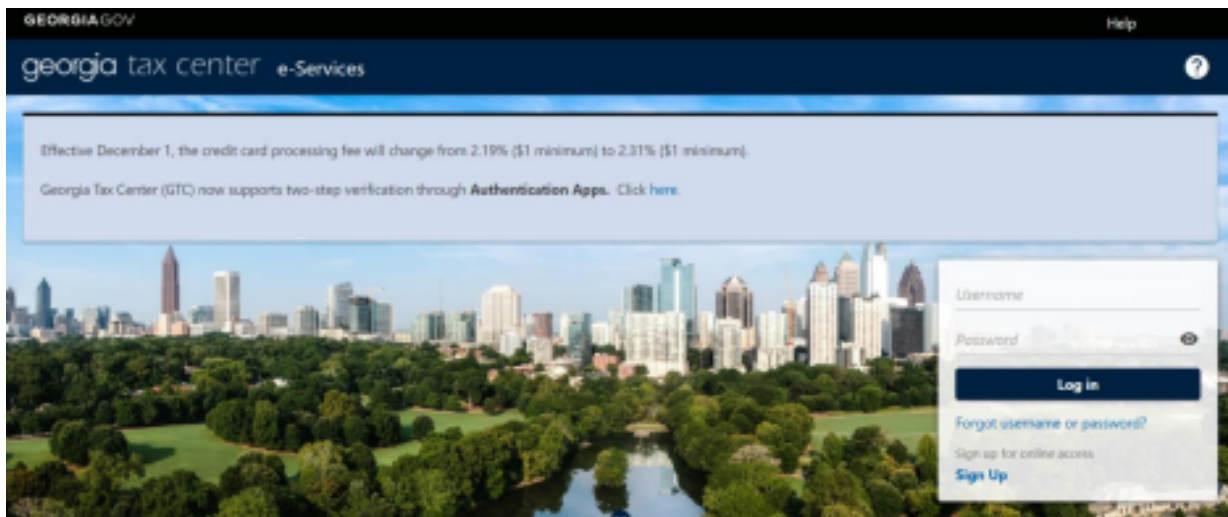 GEORGIAGOV
Help
georgia tax center e-Services
?
Effective December 1, the credit card processing fee will change from 2.19% ($1 minimum) to 2.31% ($1 minimum).
Georgia Tax Center (GTC) now supports two-step verification through Authentication Apps. Click here.
Username
Password
Log in
Forgot username or password?
Sign up for online access
Sign Up